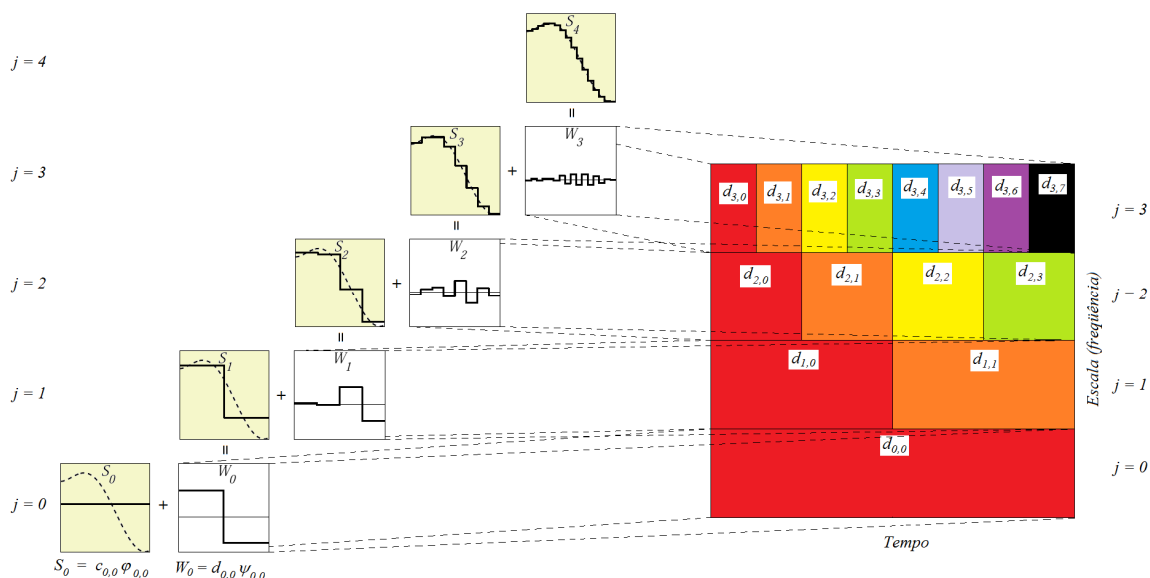 j = 4
S4
=
j = 3
S3
+
W3
=
d3,0 d3,1 d3,2 d3,3 d3,4 d3,5 d3,6 d3,7
j = 3
j = 2
S2
+
W2
=
d2,0 d2,1 d2,2 d2,3
j − 2
j = 1
S1
+
W1
=
d1,0 d1,1
j = 1
Escala (freqüência)
j = 0
S0
+
W0
d0,0
j = 0
Tempo
S0 = c0,0 φ0,0 W0 = d0,0 ψ0,0